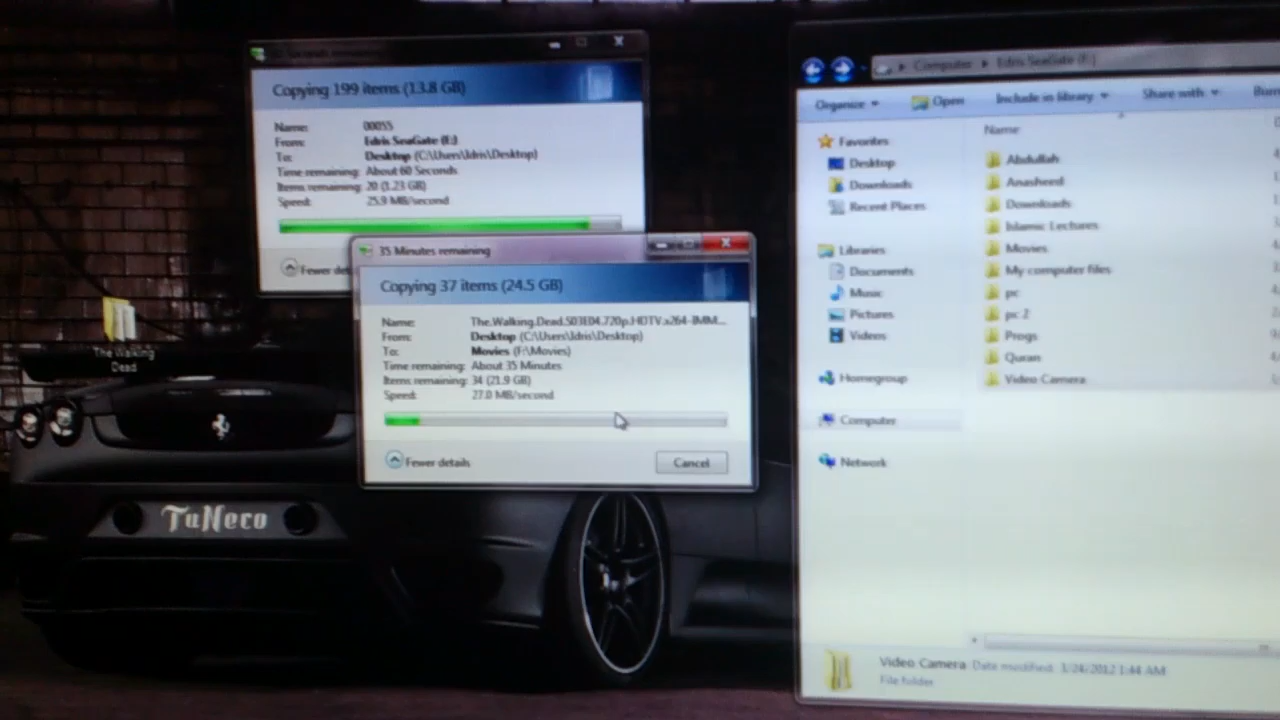 Copying 199 items (13.8 GB)
Name: 00055
From: Edris SeaGate (E:)
To: Desktop (C:\Users\Idris\Desktop)
Time remaining: About 60 Seconds
Items remaining: 20 (1.23 GB)
Speed: 25.9 MB/second
Fewer det
35 Minutes remaining
Copying 37 items (24.5 GB)
Name: The.Walking.Dead.S03E04.720p.HDTV.x264-IMM...
From: Desktop (C:\Users\Idris\Desktop)
To: Movies (F:\Movies)
Time remaining: About 35 Minutes
Items remaining: 34 (21.9 GB)
Speed: 27.0 MB/second
Fewer details
Cancel
The Walking
Dead
TuNero
Computer Edris SeaGate
Organize Open Include in library Share with Bur
Favorites
Desktop
Downloads
Recent Places
Libraries
Documents
Music
Pictures
Videos
Homegroup
Computer
Network
Name
Abdullah
Anasheed
Downloads
Islamic Lectures
Movies
My computer files
pc
pc 2
Progs
Quran
Video Camera
Video Camera Date modified: 3/24/2012 1:44 AM
File folder